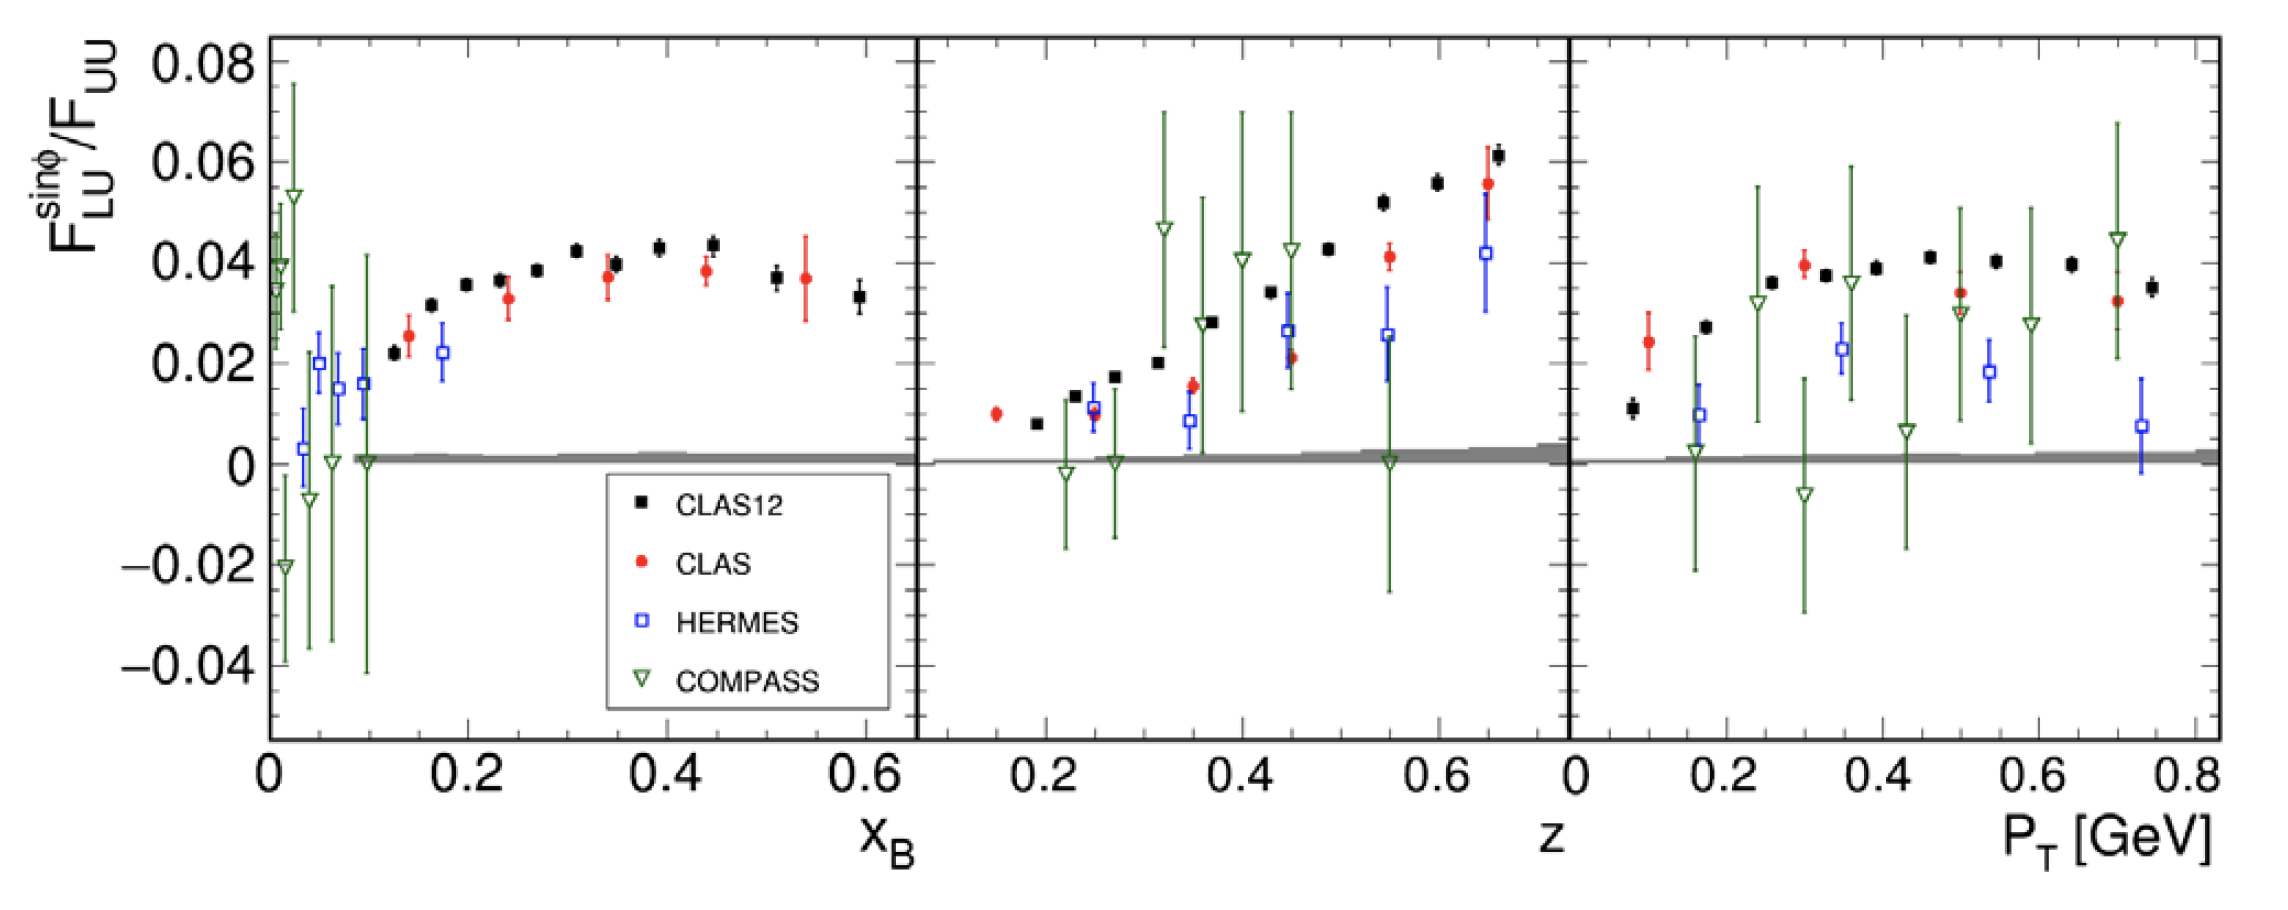 F_LU^sinϕ/F_UU
0.08
0.06
0.04
0.02
0
−0.02
−0.04
CLAS12
CLAS
HERMES
COMPASS
0 0.2 0.4 0.6 0.2 0.4 0.6 0 0.2 0.4 0.6 0.8
x_B z P_T [GeV]